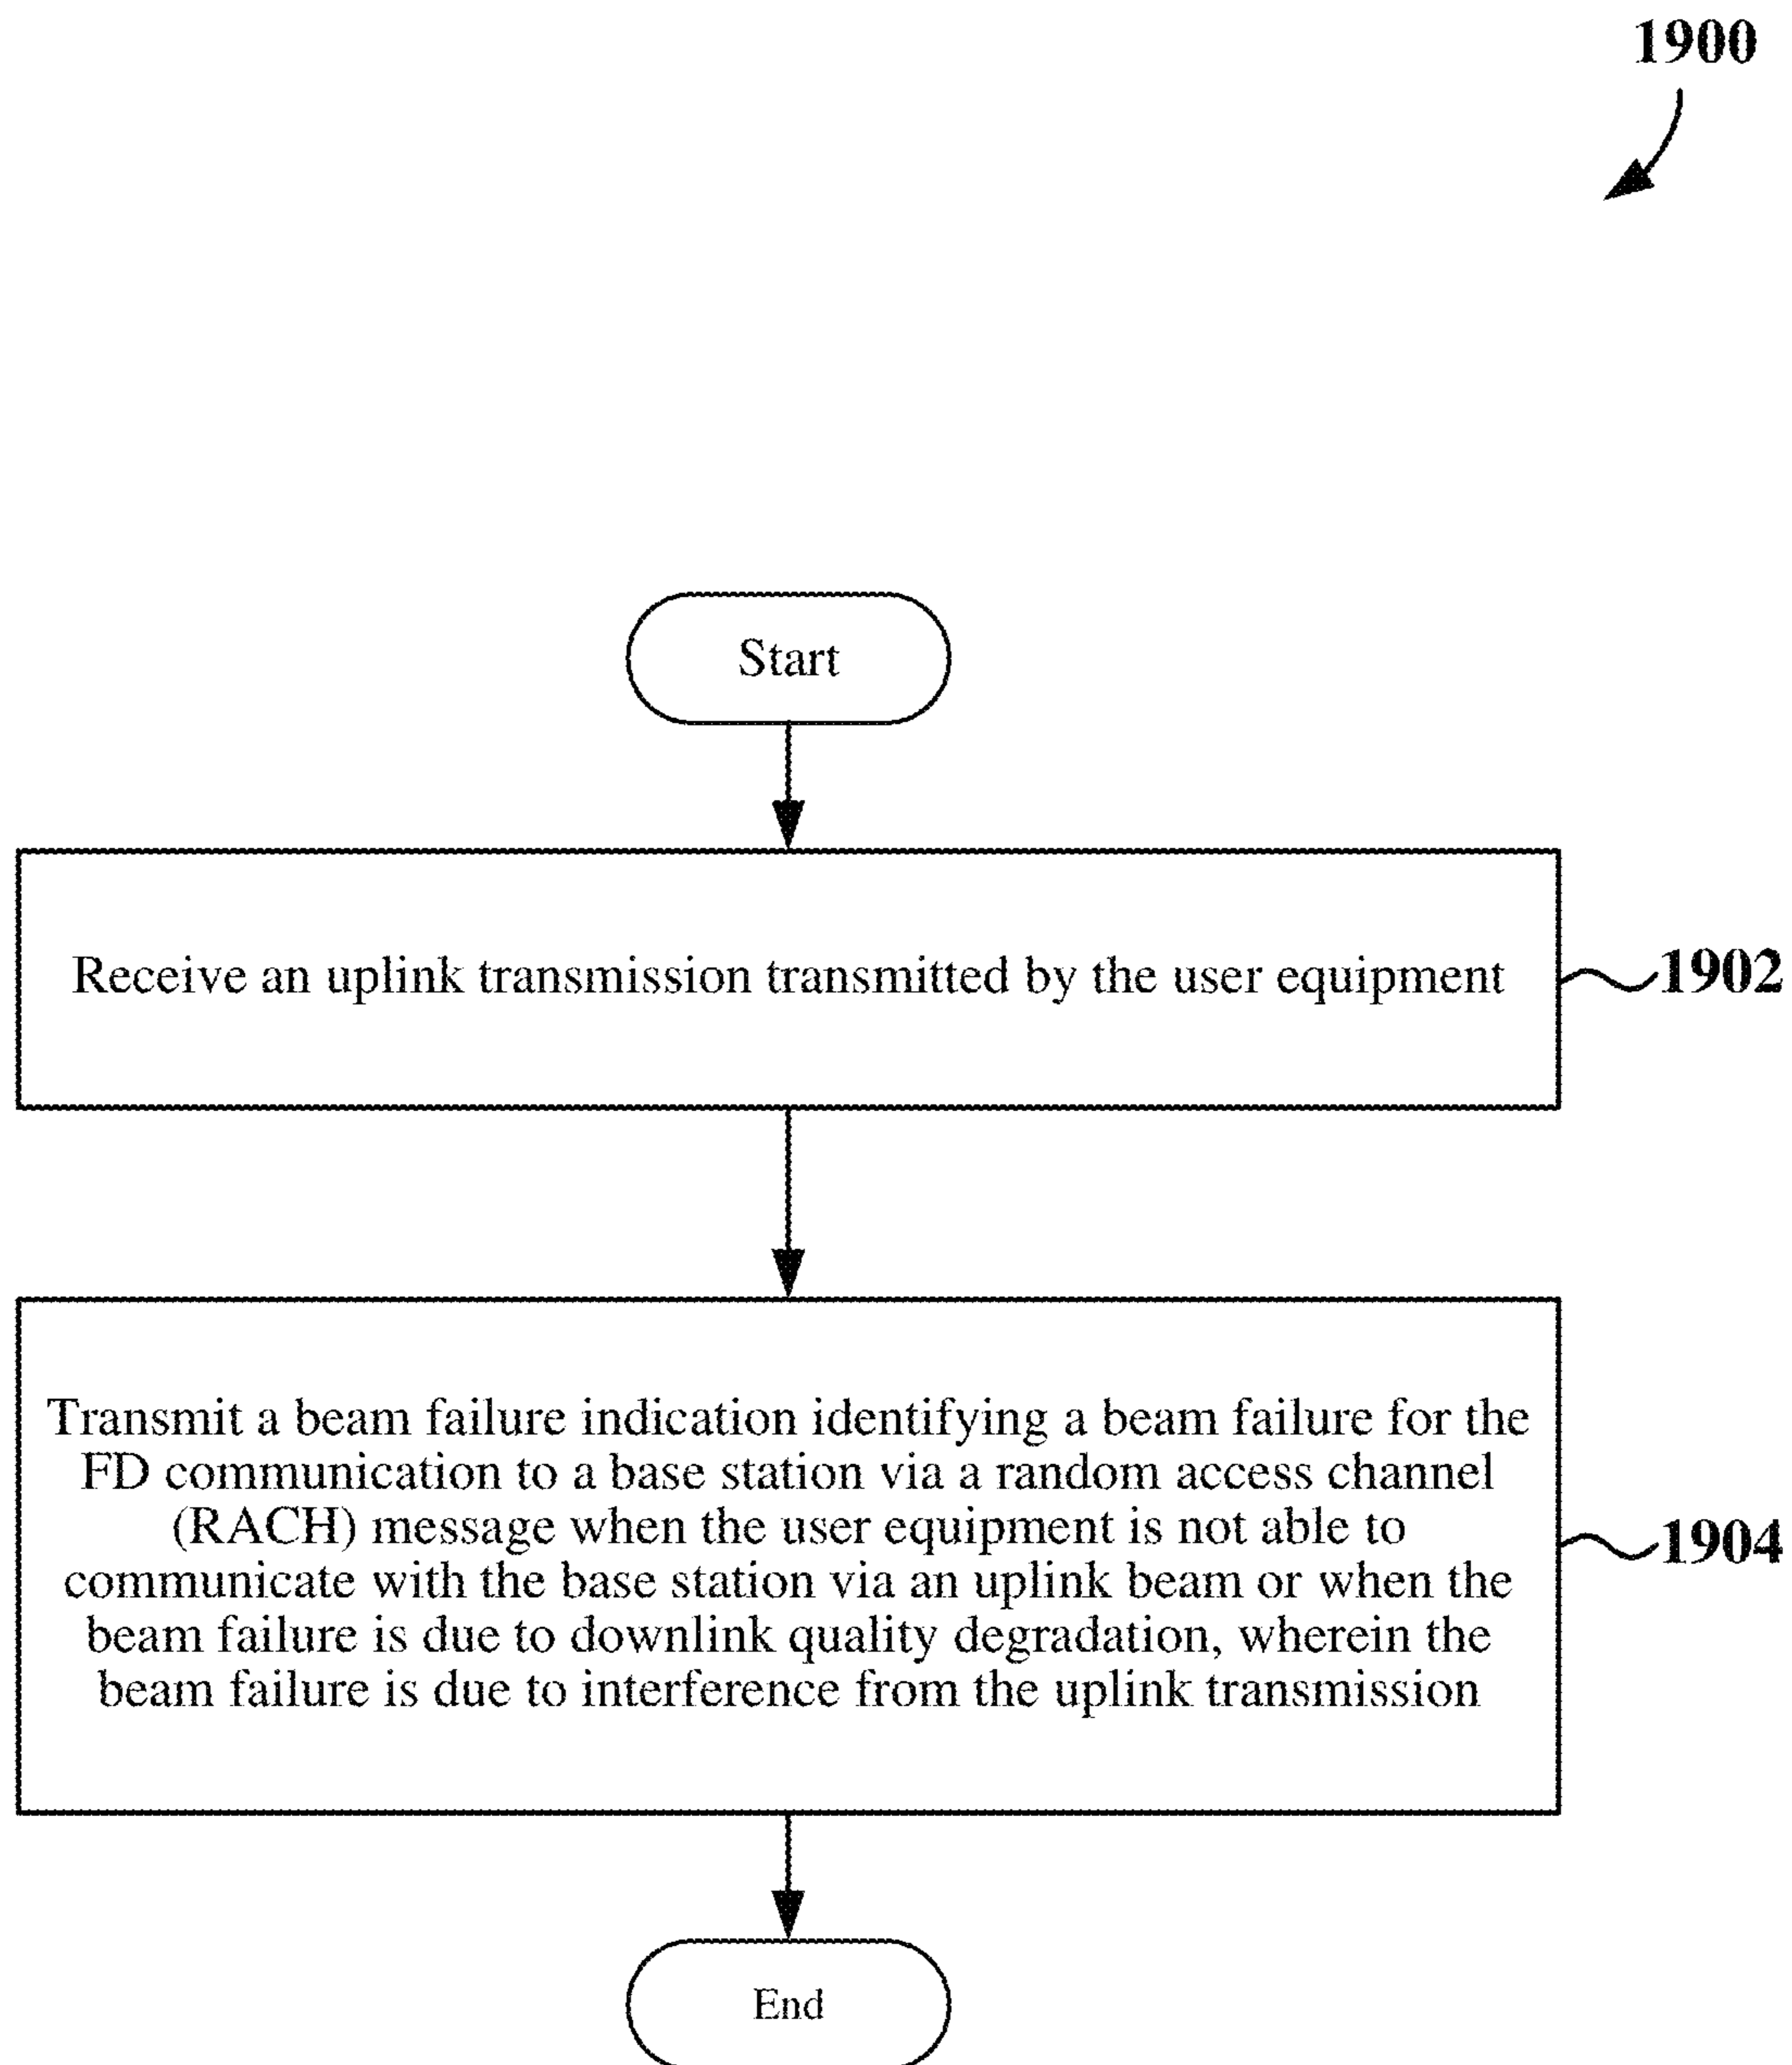 1900
Start
Receive an uplink transmission transmitted by the user equipment
1902
Transmit a beam failure indication identifying a beam failure for the
FD communication to a base station via a random access channel
(RACH) message when the user equipment is not able to
communicate with the base station via an uplink beam or when the
beam failure is due to downlink quality degradation, wherein the
beam failure is due to interference from the uplink transmission
1904
End